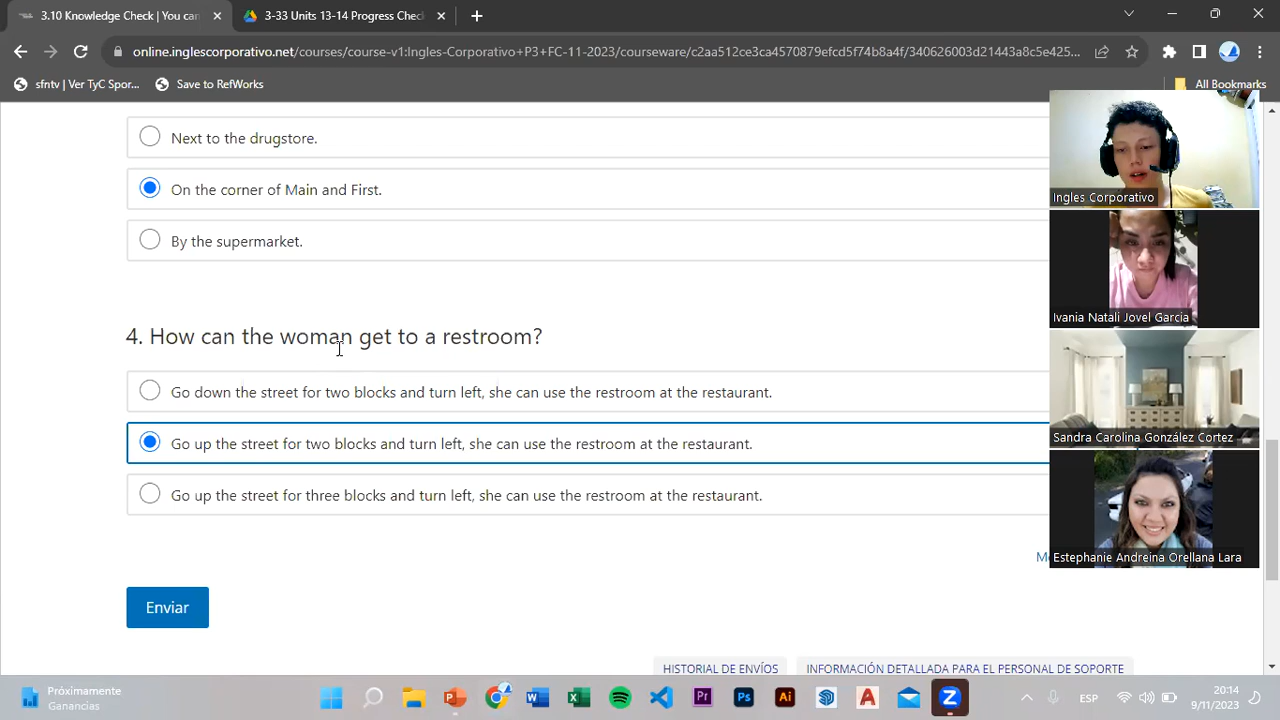 3.10 Knowledge Check | You can
3-33 Units 13-14 Progress Chec
online.inglescorporativo.net/courses/course-v1:Ingles-Corporativo+P3+FC-11-2023/courseware/c2aa512ce3ca4570879efcd5f74b8a4f/340626003d21443a8c5e425...
sfntv | Ver TyC Spor...
Save to RefWorks
All Bookmarks
Next to the drugstore.
On the corner of Main and First.
By the supermarket.
4. How can the woman get to a restroom?
Go down the street for two blocks and turn left, she can use the restroom at the restaurant.
Go up the street for two blocks and turn left, she can use the restroom at the restaurant.
Go up the street for three blocks and turn left, she can use the restroom at the restaurant.
Enviar
HISTORIAL DE ENVÍOS
INFORMACIÓN DETALLADA PARA EL PERSONAL DE SOPORTE
Ingles Corporativo
Ivania Natali Jovel Garcia
Sandra Carolina González Cortez
Estephanie Andreina Orellana Lara
Próximamente
Ganancias
ESP
20:14
9/11/2023